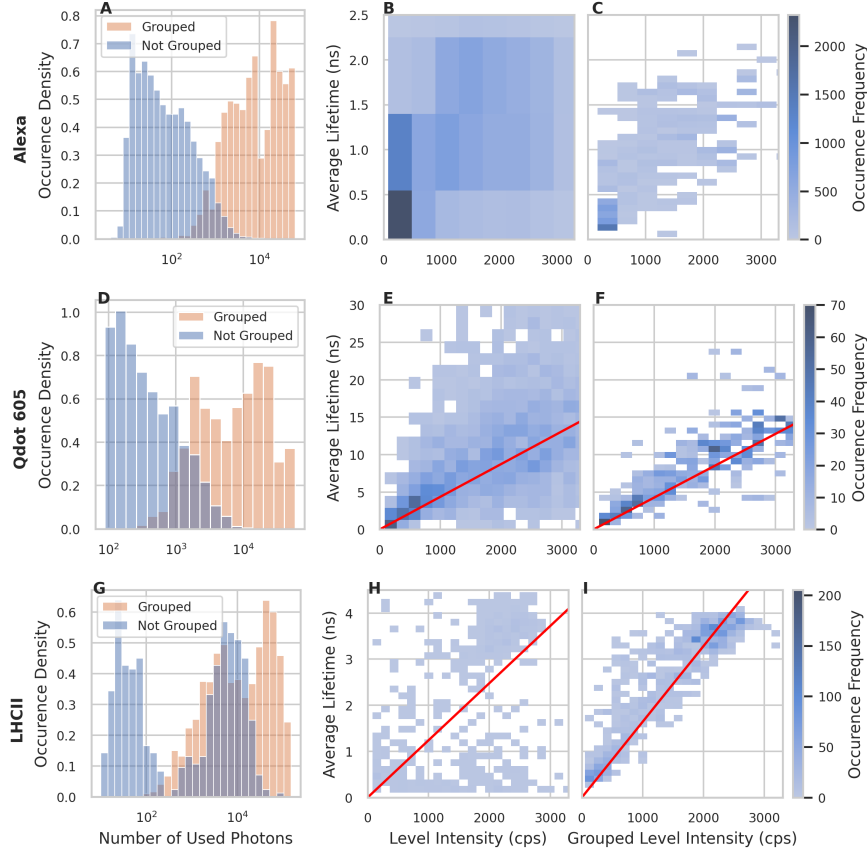 A
B
C
Alexa
Occurence Density
0.8
0.7
0.6
0.5
0.4
0.3
0.2
0.1
0.0
10²
10⁴
Grouped
Not Grouped
Average Lifetime (ns)
2.5
2.0
1.5
1.0
0.5
0.0
0 1000 2000 3000
0 1000 2000 3000
2000
1500
1000
500
0
Occurence Frequency
D
E
F
Qdot 605
Occurence Density
1.0
0.8
0.6
0.4
0.2
0.0
10² 10³ 10⁴
Grouped
Not Grouped
Average Lifetime (ns)
30
25
20
15
10
5
0
0 1000 2000 3000
0 1000 2000 3000
70
60
50
40
30
20
10
0
Occurence Frequency
G
H
I
LHCII
Occurence Density
0.6
0.5
0.4
0.3
0.2
0.1
0.0
10² 10⁴
Grouped
Not Grouped
Number of Used Photons
Average Lifetime (ns)
4
3
2
1
0
0 1000 2000 3000
Level Intensity (cps)
0 1000 2000 3000
Grouped Level Intensity (cps)
200
150
100
50
0
Occurence Frequency